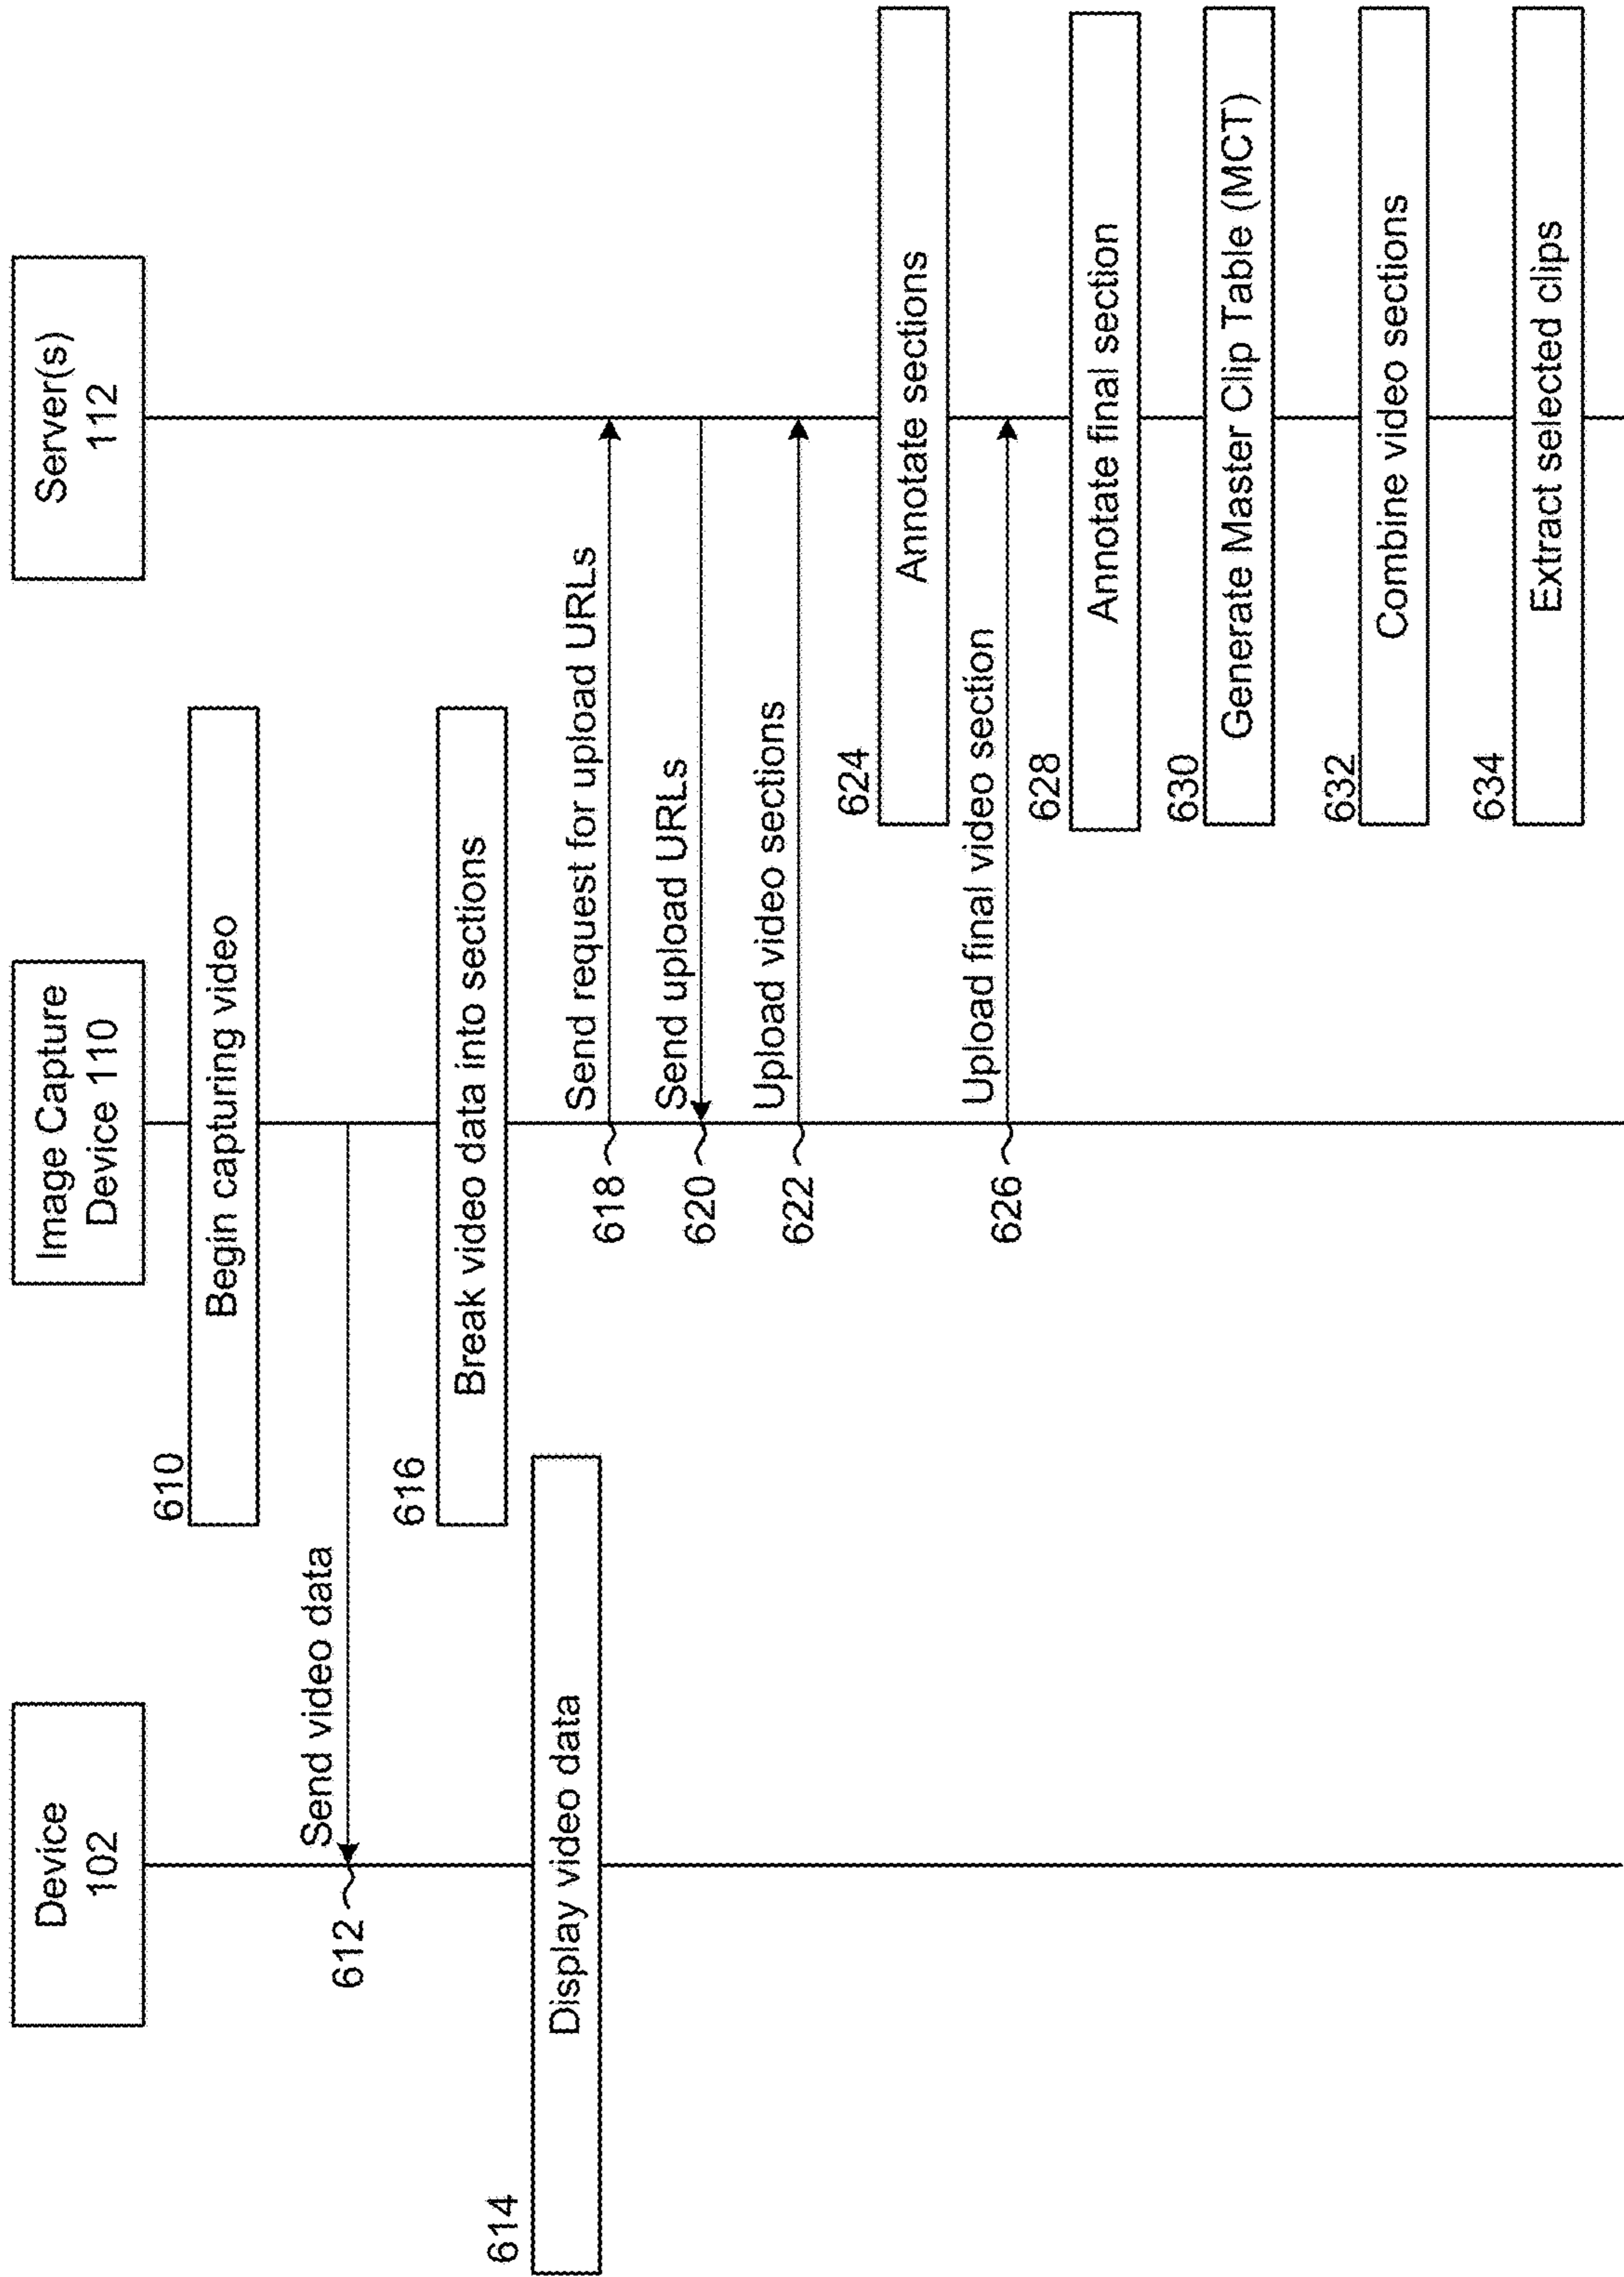 Device
102
Image Capture
Device 110
Server(s)
112
610
Begin capturing video
Send video data
612
616
Break video data into sections
614
Display video data
Send request for upload URLs
618
Send upload URLs
620
Upload video sections
622
624
Annotate sections
Upload final video section
626
628
Annotate final section
630
Generate Master Clip Table (MCT)
632
Combine video sections
634
Extract selected clips